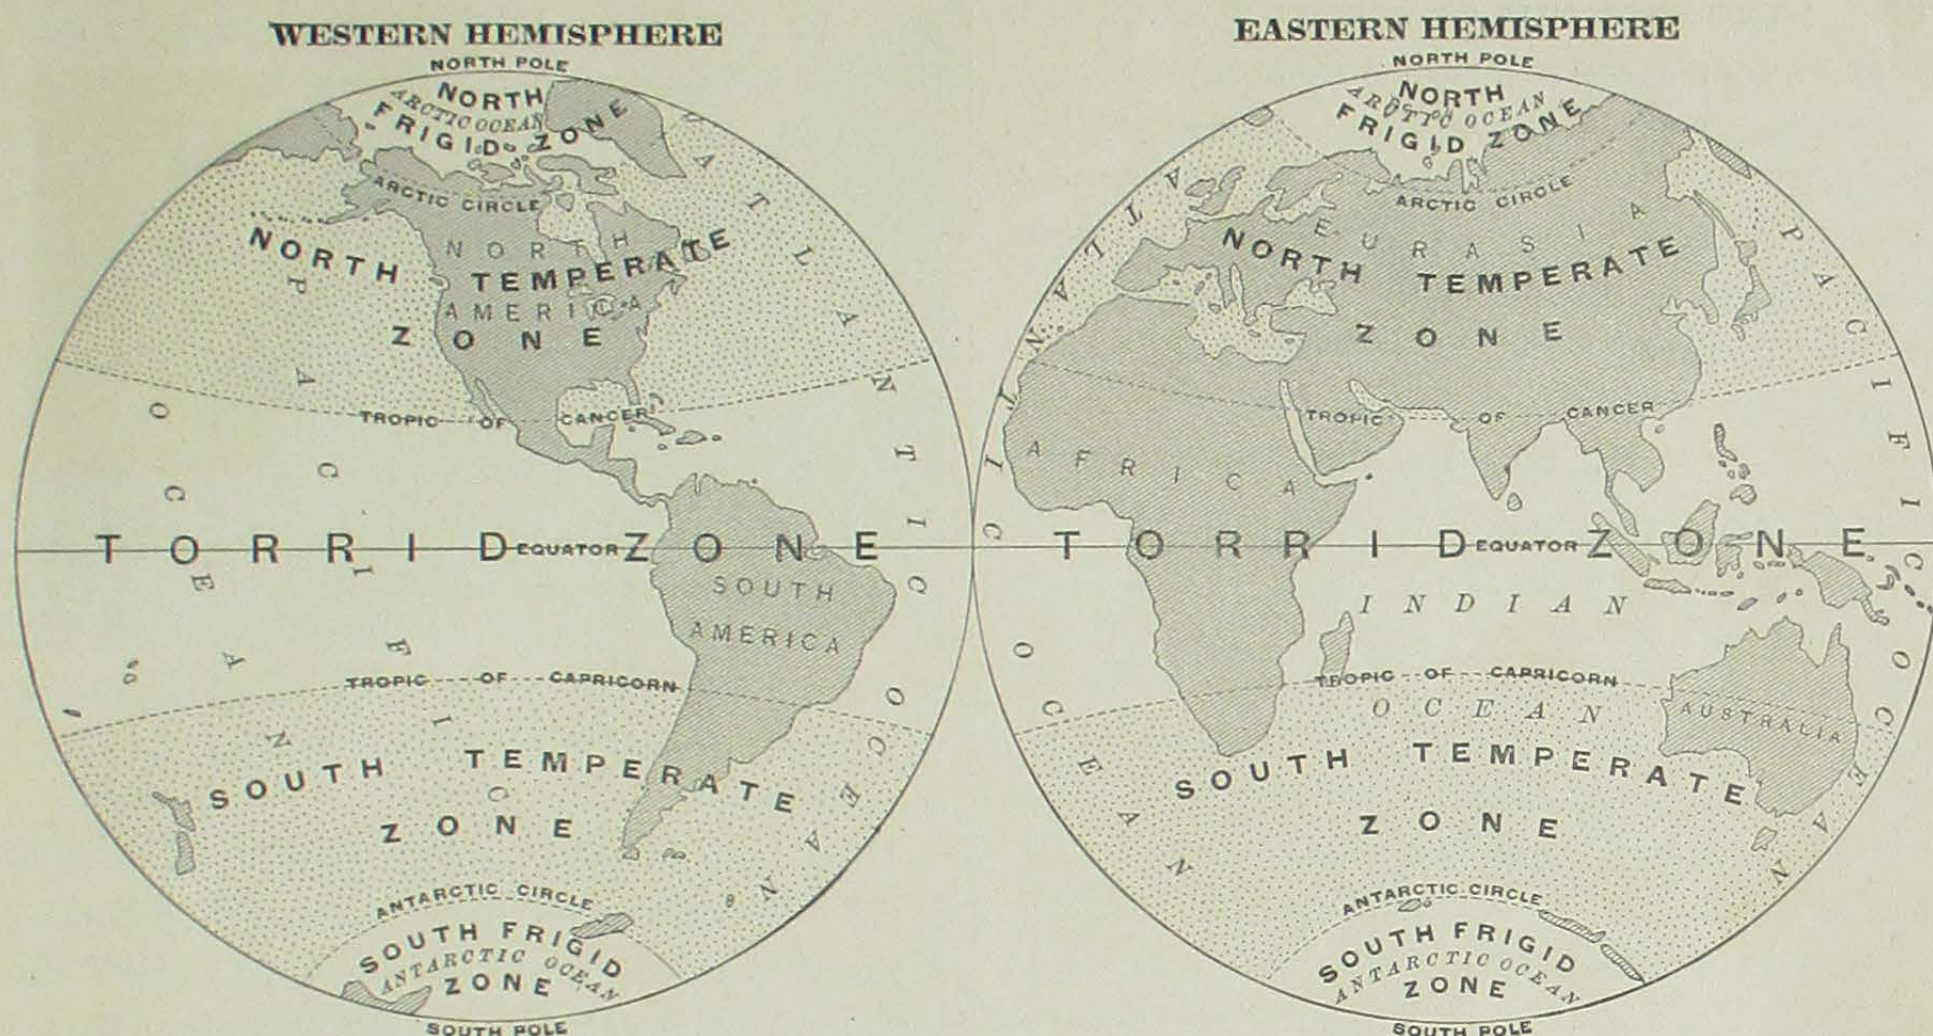 WESTERN HEMISPHERE
NORTH POLE
NORTH
ARCTIC OCEAN
FRIGID ZONE
ARCTIC CIRCLE
NORTH
NORTH TEMPERATE
AMERICA
ZONE
ATLANTIC OCEAN
PACIFIC
OCEAN
TROPIC OF CANCER
TORRID ZONE
EQUATOR
SOUTH
AMERICA
TROPIC OF CAPRICORN
SOUTH TEMPERATE
ZONE
ANTARCTIC CIRCLE
SOUTH FRIGID
ANTARCTIC OCEAN
ZONE
SOUTH POLE
EASTERN HEMISPHERE
NORTH POLE
NORTH
ARCTIC OCEAN
FRIGID ZONE
ARCTIC CIRCLE
EURASIA
NORTH TEMPERATE
ZONE
ATLANTIC OCEAN
PACIFIC OCEAN
TROPIC OF CANCER
AFRICA
TORRID ZONE
EQUATOR
INDIAN
TROPIC OF CAPRICORN
OCEAN
AUSTRALIA
SOUTH TEMPERATE
ZONE
ANTARCTIC CIRCLE
SOUTH FRIGID
ANTARCTIC OCEAN
ZONE
SOUTH POLE